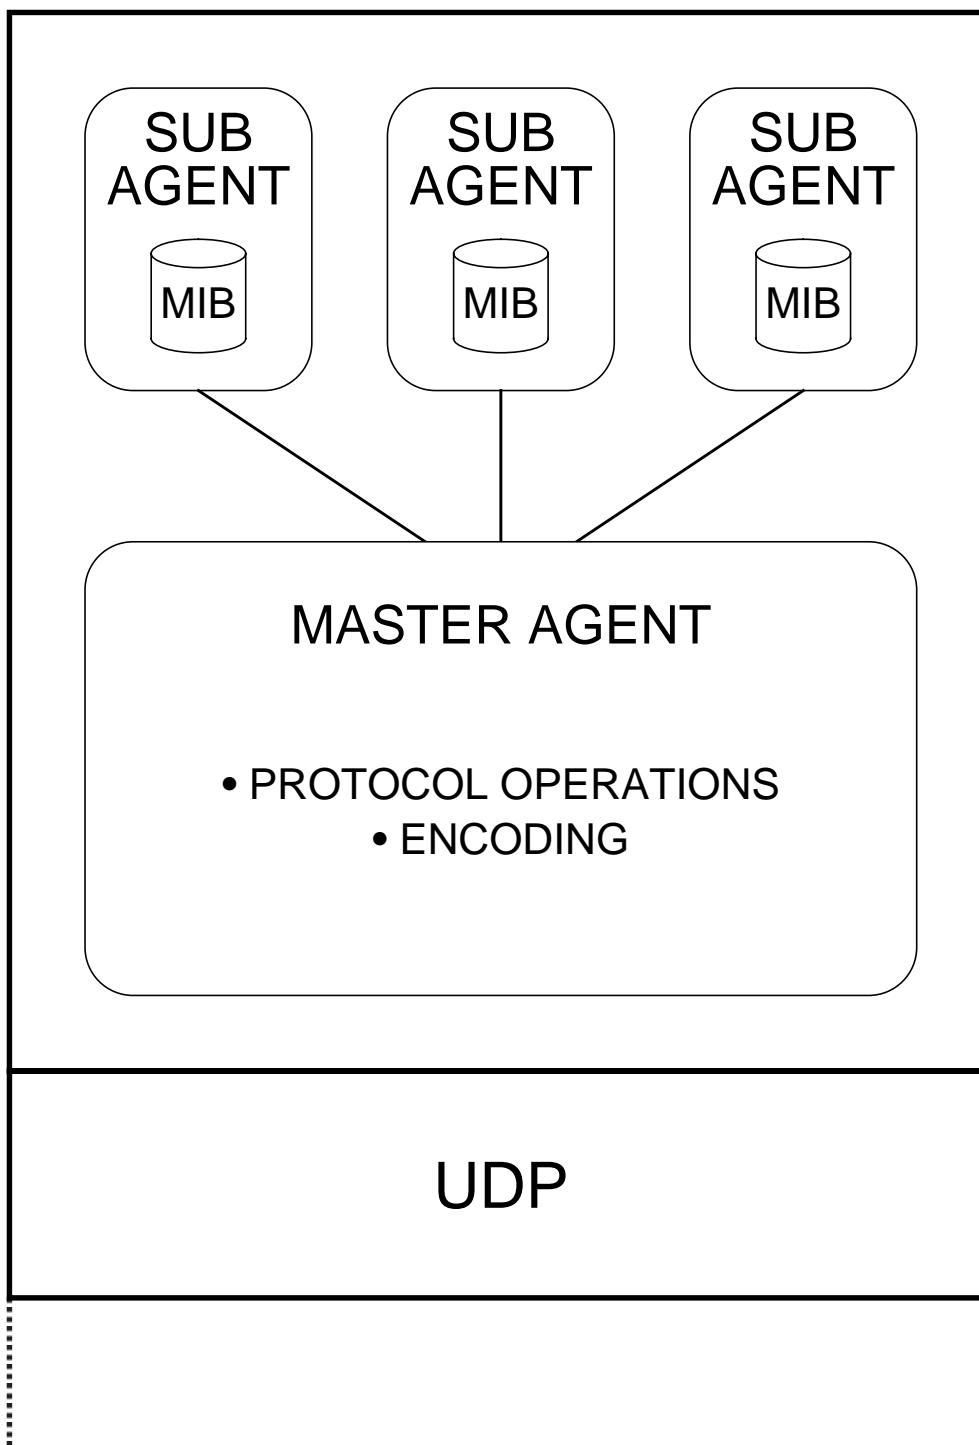 SUB SUB SUB
AGENT AGENT AGENT
MIB MIB MIB
MASTER AGENT
• PROTOCOL OPERATIONS
• ENCODING
UDP